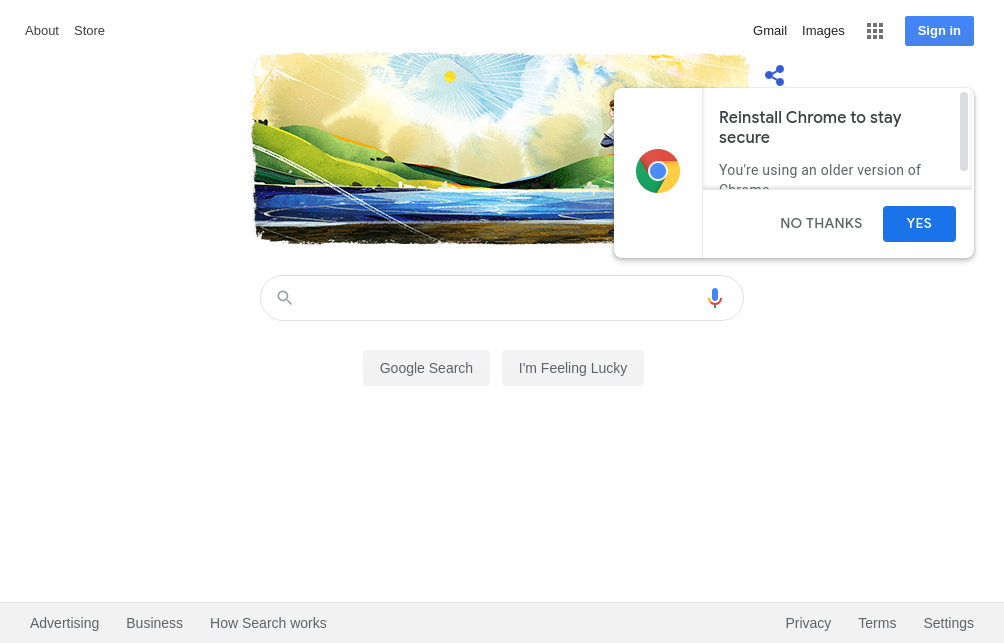 About Store Gmail Images Sign in
Reinstall Chrome to stay
secure
You're using an older version of
Chrome
NO THANKS YES
Google Search I'm Feeling Lucky
Advertising Business How Search works Privacy Terms Settings